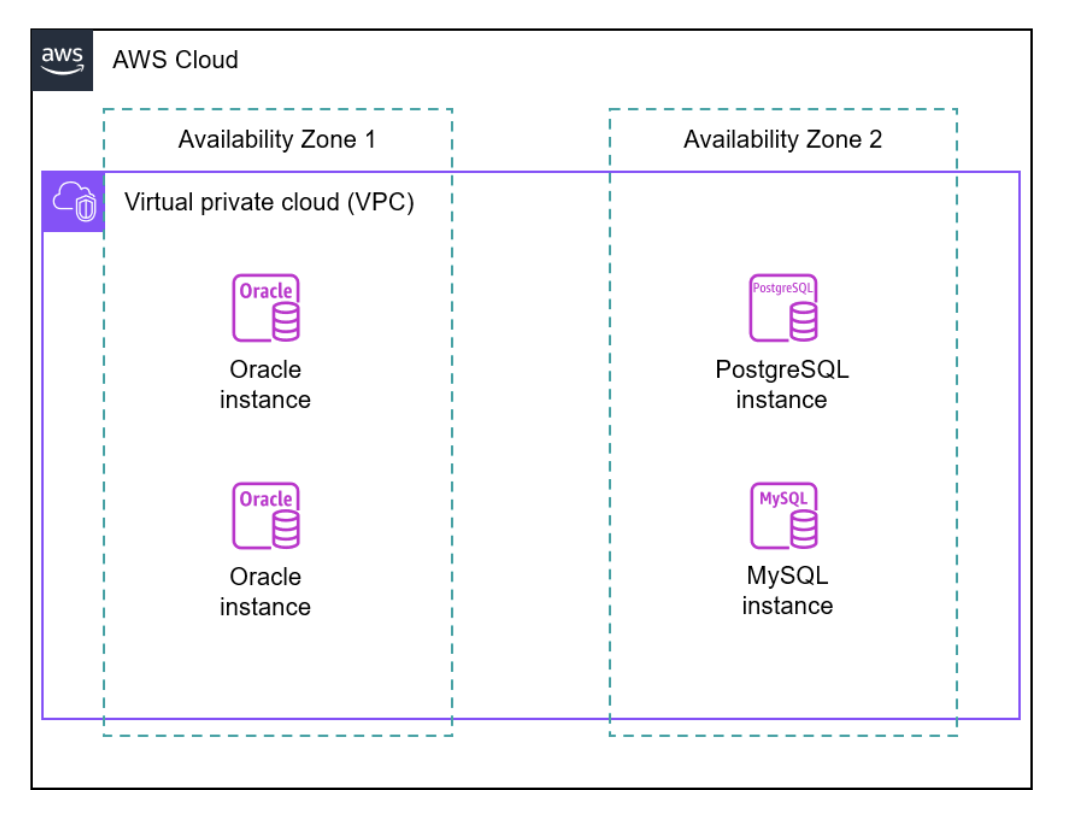 aws
AWS Cloud
Availability Zone 1
Availability Zone 2
Virtual private cloud (VPC)
Oracle
Oracle
instance
PostgreSQL
PostgreSQL
instance
Oracle
Oracle
instance
MySQL
MySQL
instance